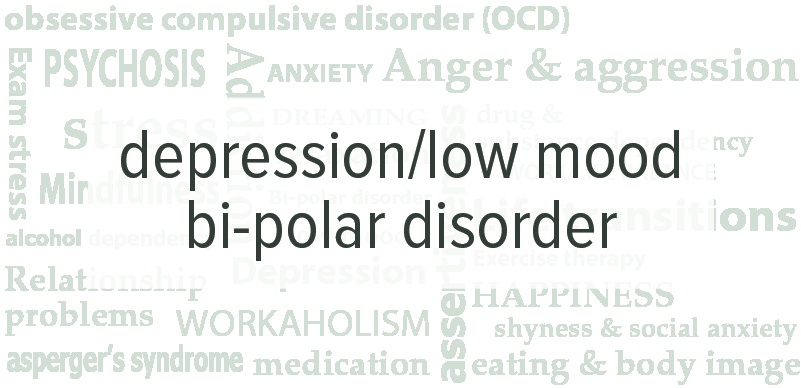 obsessive compulsive disorder (OCD)
Exam stress
PSYCHOSIS
ANXIETY
Anger & aggression
stress
DREAMING
drug &
substance dependency
depression/low mood
Mindfulness
Bi-polar disorder
bi-polar disorder
Life transitions
alcohol dependence
Depression
Exercise therapy
Relationship
problems
HAPPINESS
WORKAHOLISM
shyness & social anxiety
asperger's syndrome
medication
eating & body image